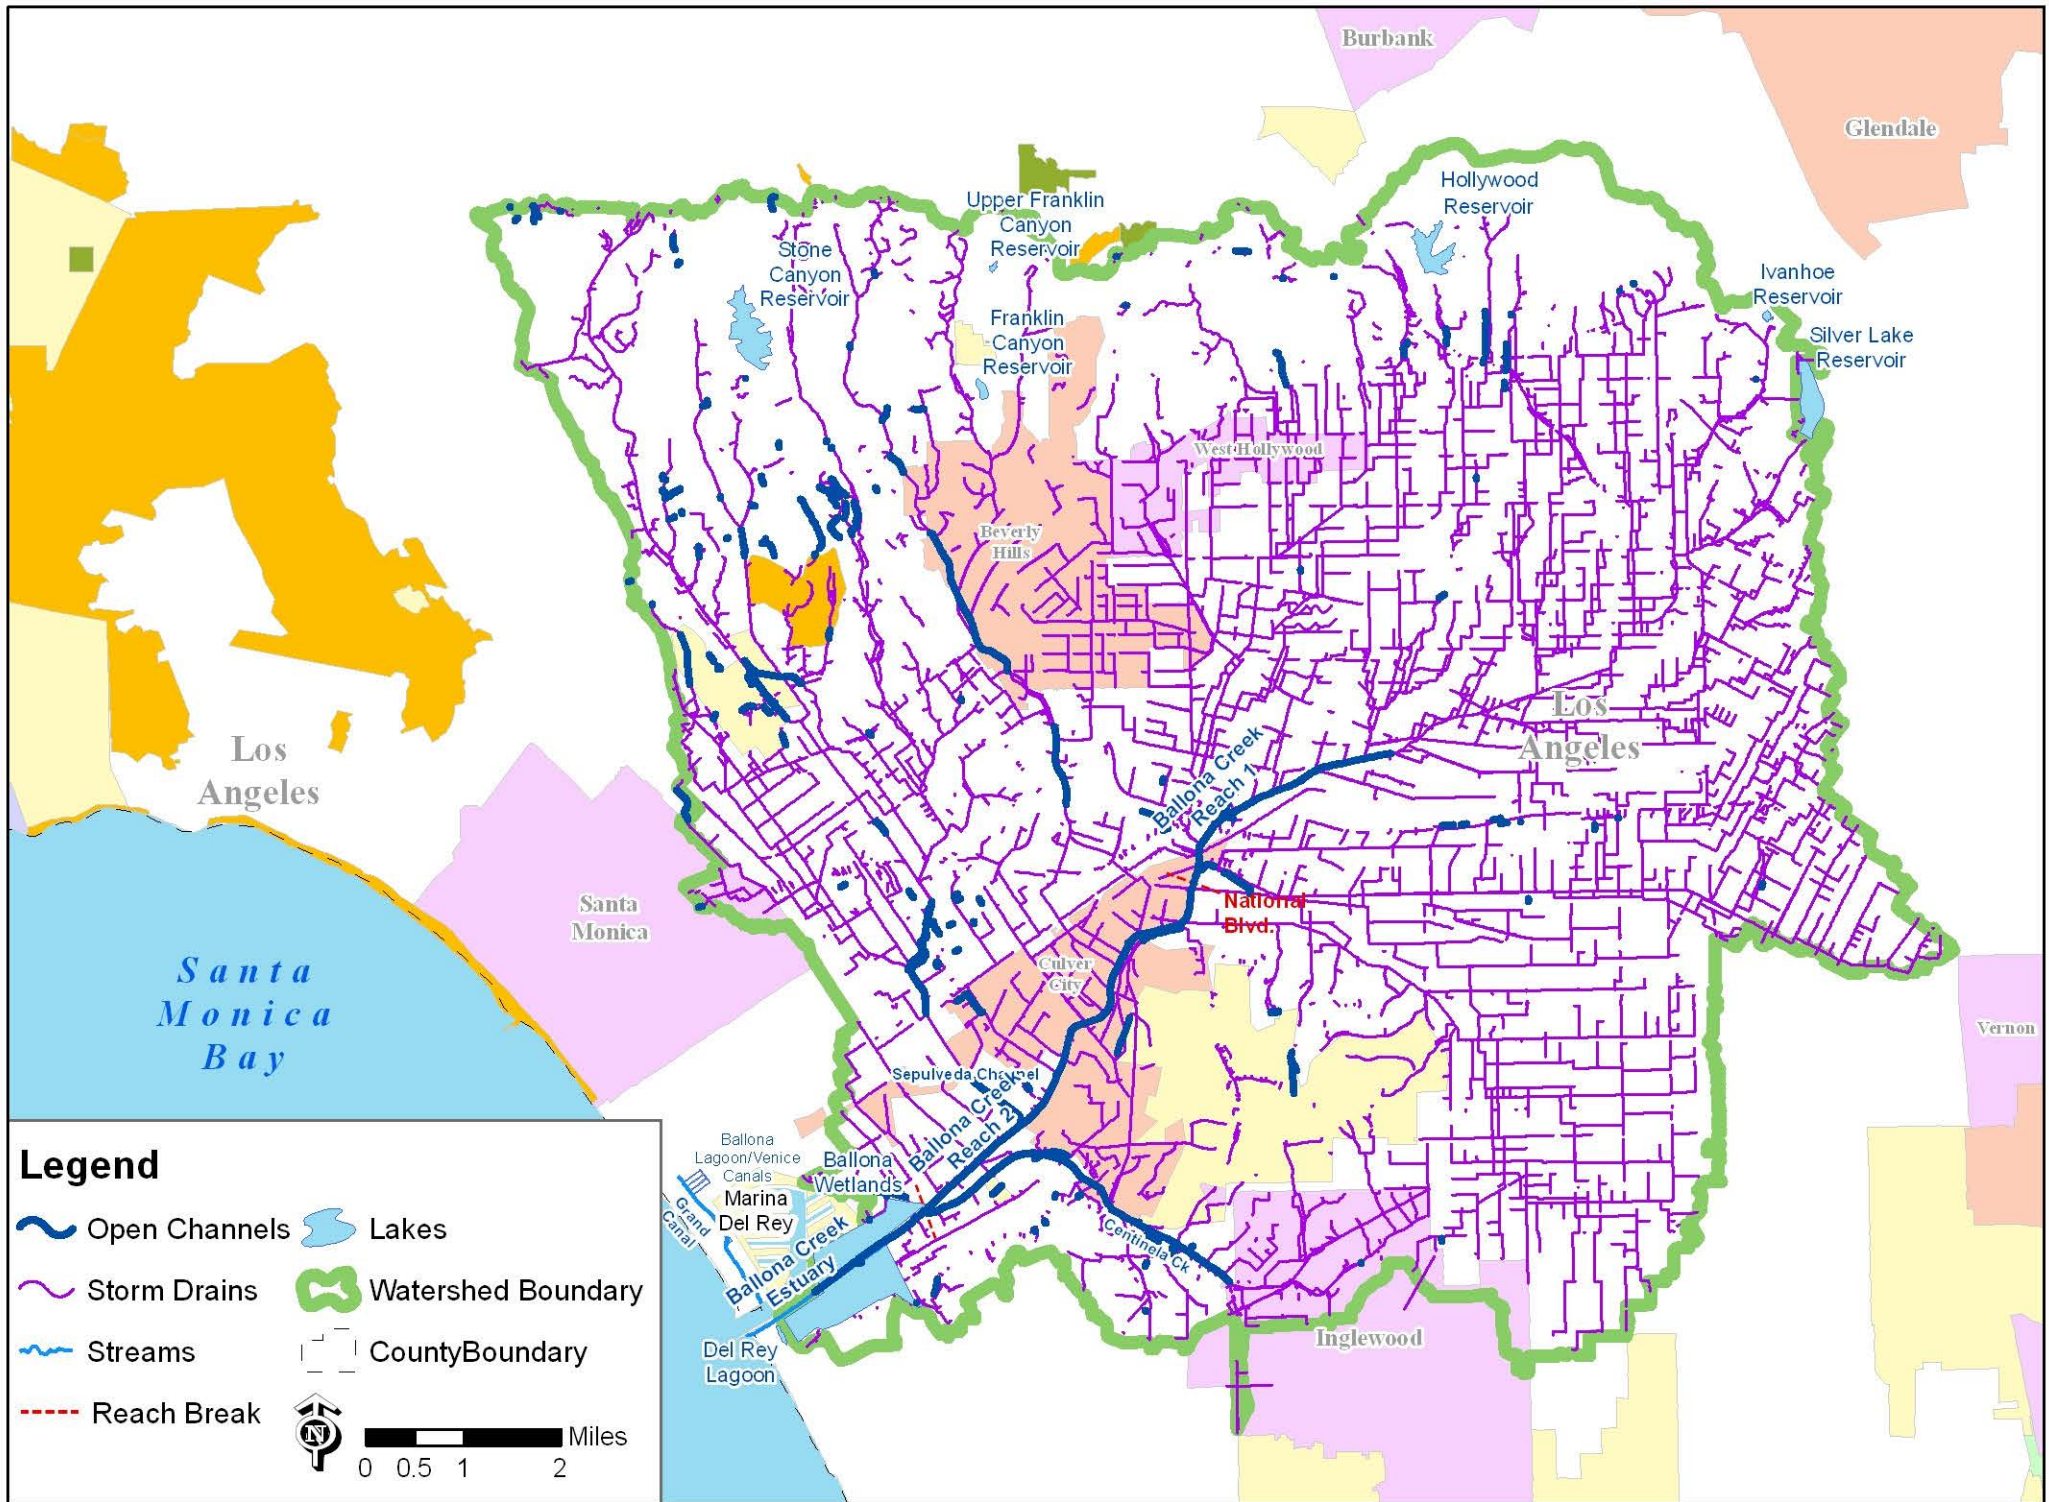 Burbank
Glendale
Hollywood
Reservoir
Upper Franklin
Canyon
Reservoir
Stone
Canyon
Reservoir
Ivanhoe
Reservoir
Franklin
Canyon
Reservoir
Silver Lake
Reservoir
West Hollywood
Beverly
Hills
Los
Angeles
Los
Angeles
Ballona Creek
Reach 1
Santa
Monica
National
Blvd.
Culver
City
Santa
Monica
Bay
Vernon
Sepulveda Channel
Ballona Creek
Reach 2
Ballona
Lagoon/Venice
Canals
Ballona
Wetlands
Marina
Del Rey
Grand
Canal
Ballona Creek
Estuary
Centinela Ck
Del Rey
Lagoon
Inglewood
Legend
Open Channels
Lakes
Storm Drains
Watershed Boundary
Streams
CountyBoundary
Reach Break
N
Miles
0 0.5 1 2